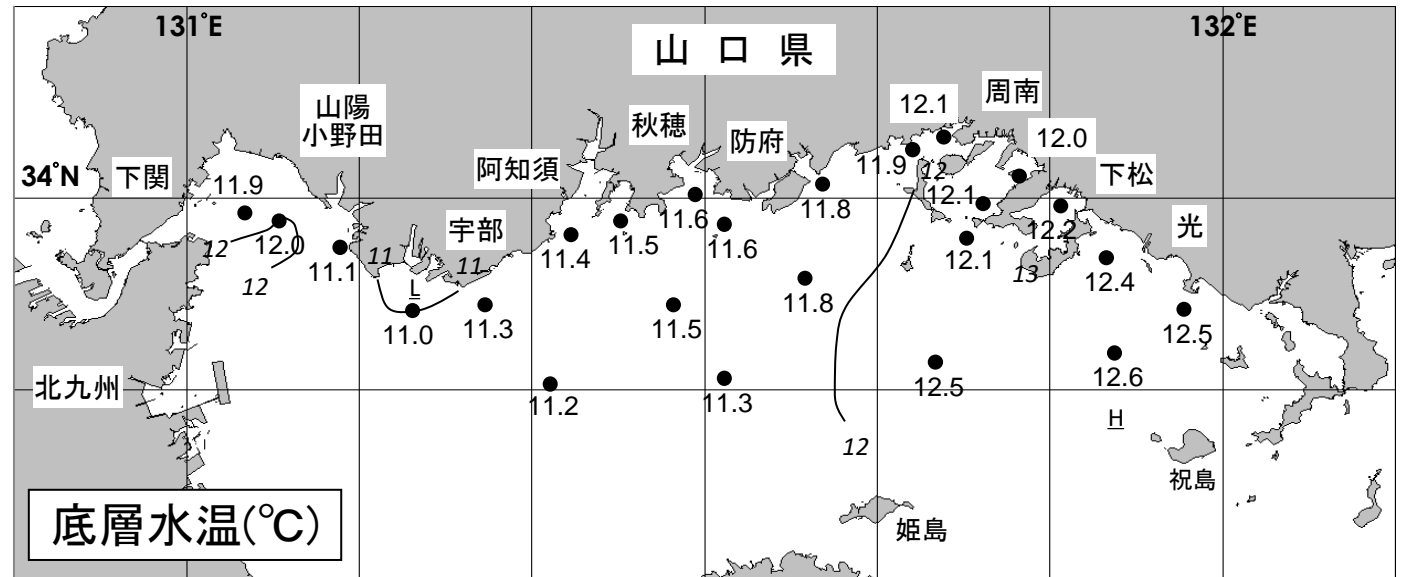 131°E
132°E
山口県
山陽
小野田
秋穂
防府
12.1
周南
12.0
34°N
下関
11.9
阿知須
11.9
12
下松
12.1
12.0
12
12
11.1
11
宇部
11
11.4
11.5
11.6
11.6
11.8
12.1
12.2
13
光
12.4
L
11.0
11.3
11.5
11.8
12.5
12.5
12.6
北九州
11.2
11.3
12
H
祝島
姫島
底層水温(℃)